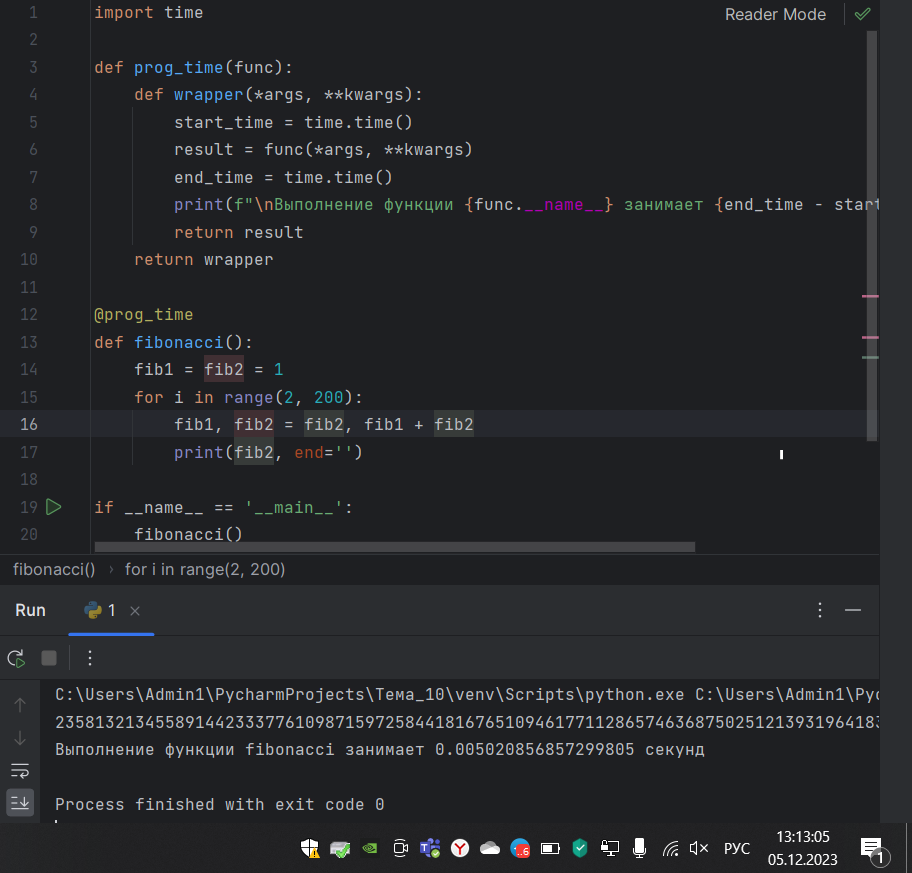 1 import time
Reader Mode
2
3 def prog_time(func):
4 def wrapper(*args, **kwargs):
5 start_time = time.time()
6 result = func(*args, **kwargs)
7 end_time = time.time()
8 print(f"\nВыполнение функции {func.__name__} занимает {end_time - start
9 return result
10 return wrapper
11
12 @prog_time
13 def fibonacci():
14 fib1 = fib2 = 1
15 for i in range(2, 200):
16 fib1, fib2 = fib2, fib1 + fib2
17 print(fib2, end='')
18
19 if __name__ == '__main__':
20 fibonacci()
fibonacci() › for i in range(2, 200)
Run 1
C:\Users\Admin1\PycharmProjects\Тема_10\venv\Scripts\python.exe C:\Users\Admin1\Pyc
2358132134558914423337761098715972584418167651094617711286574636875025121393196418
Выполнение функции fibonacci занимает 0.005020856857299805 секунд
Process finished with exit code 0
РУС
13:13:05
05.12.2023
1